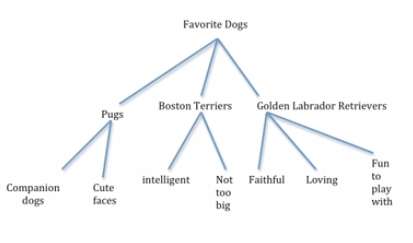 Favorite Dogs
Pugs
Boston Terriers
Golden Labrador Retrievers
Companion
dogs
Cute
faces
intelligent
Not
too
big
Faithful
Loving
Fun
to
play
with